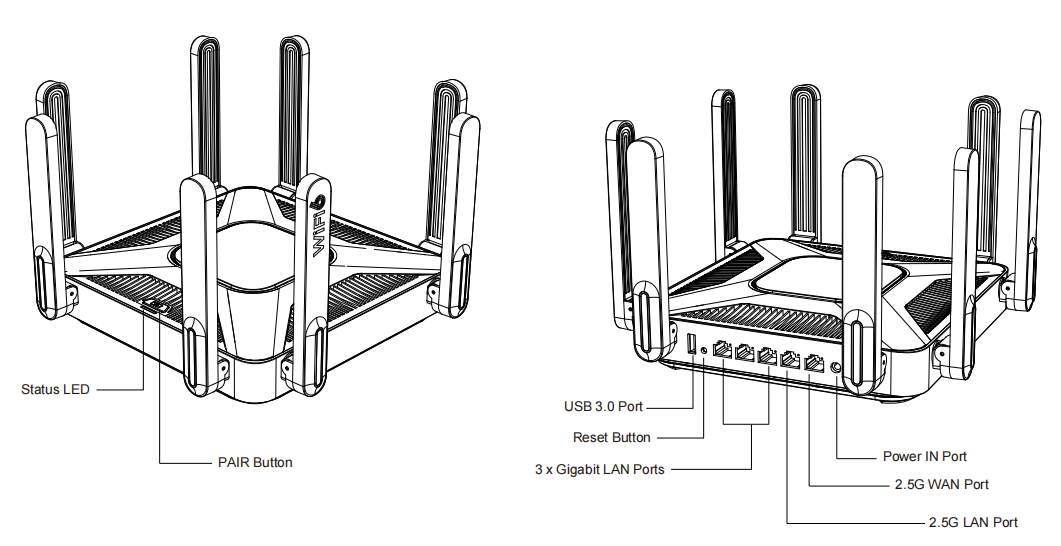 WiFi 6
Status LED
PAIR Button
USB 3.0 Port
Reset Button
3 x Gigabit LAN Ports
Power IN Port
2.5G WAN Port
2.5G LAN Port